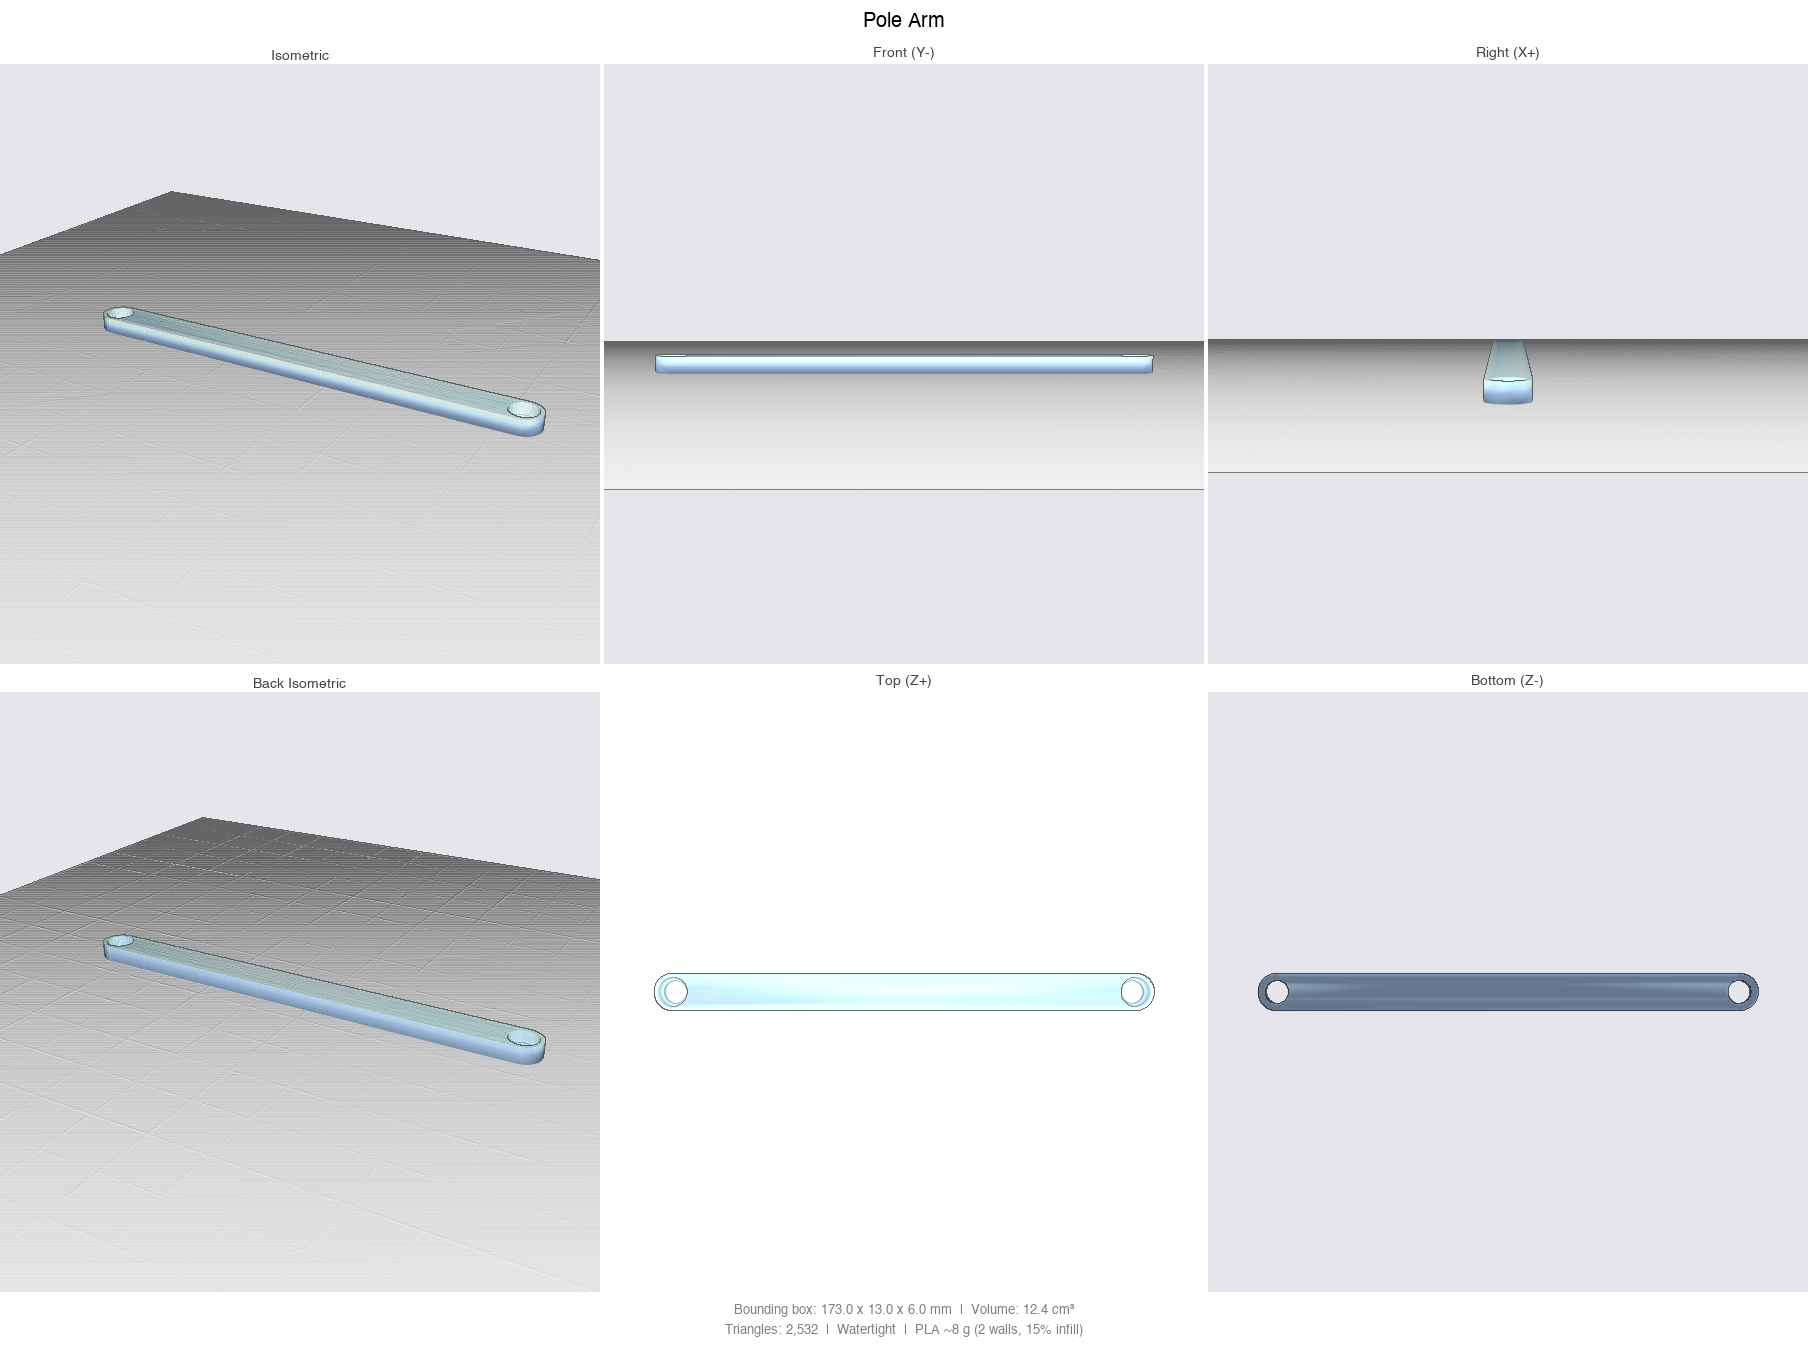 Pole Arm
Isometric
Front (Y-)
Right (X+)
Back Isometric
Top (Z+)
Bottom (Z-)
Bounding box: 173.0 x 13.0 x 6.0 mm | Volume: 12.4 cm³
Triangles: 2,532 | Watertight | PLA ~8 g (2 walls, 15% infill)